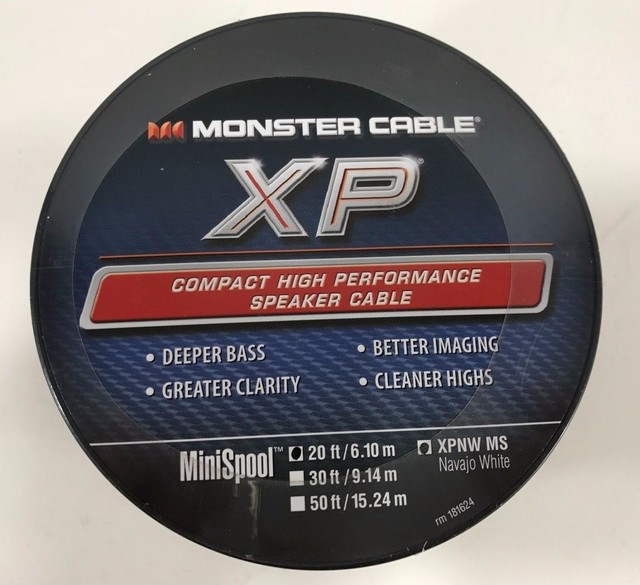 MONSTER CABLE®
XP®
COMPACT HIGH PERFORMANCE
SPEAKER CABLE
• DEEPER BASS
• BETTER IMAGING
• GREATER CLARITY
• CLEANER HIGHS
MiniSpool™
20 ft / 6.10 m
30 ft / 9.14 m
50 ft / 15.24 m
XPNW MS
Navajo White
rm 181624